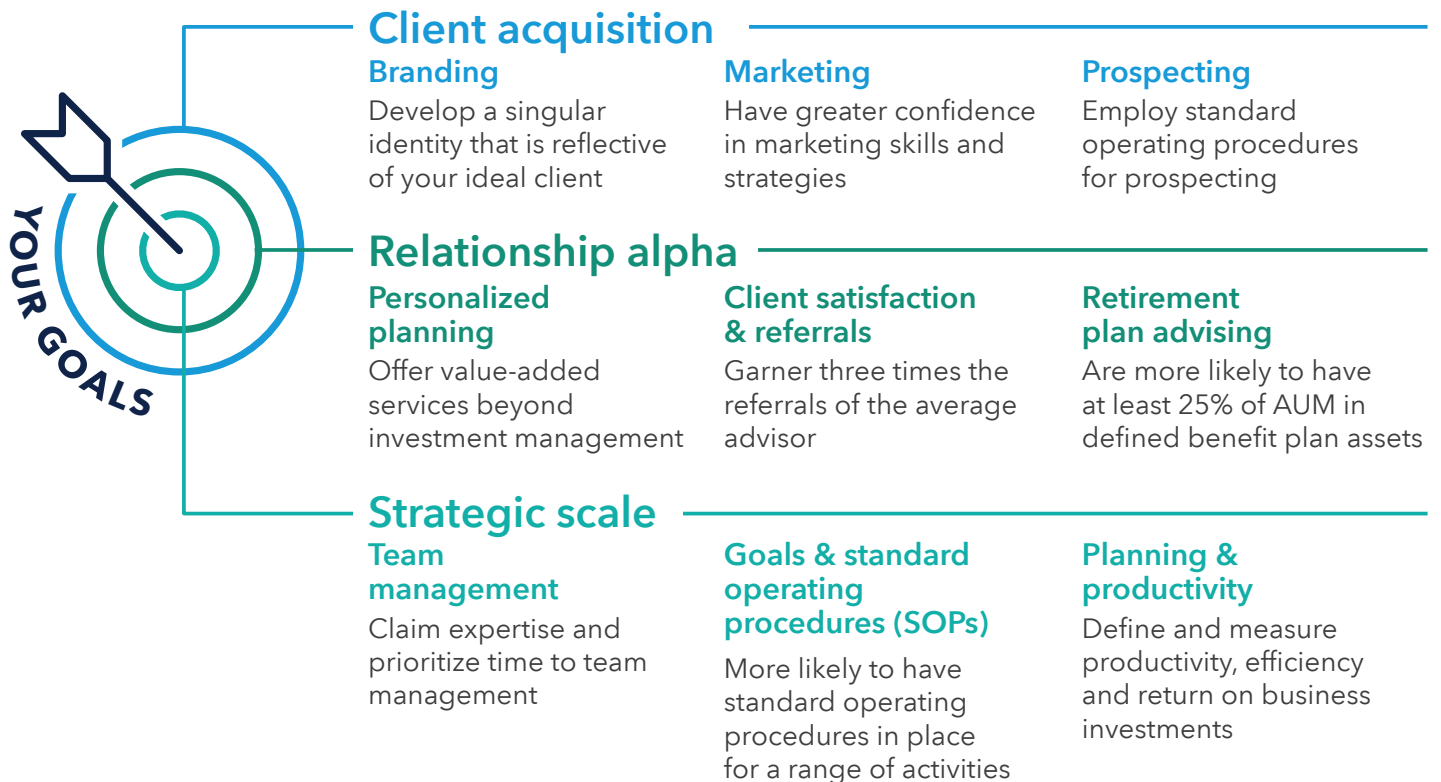 YOUR GOALS
Client acquisition
Branding
Develop a singular
identity that is reflective
of your ideal client
Marketing
Have greater confidence
in marketing skills and
strategies
Prospecting
Employ standard
operating procedures
for prospecting
Relationship alpha
Personalized
planning
Offer value-added
services beyond
investment management
Client satisfaction
& referrals
Garner three times the
referrals of the average
advisor
Retirement
plan advising
Are more likely to have
at least 25% of AUM in
defined benefit plan assets
Strategic scale
Team
management
Claim expertise and
prioritize time to team
management
Goals & standard
operating
procedures (SOPs)
More likely to have
standard operating
procedures in place
for a range of activities
Planning &
productivity
Define and measure
productivity, efficiency
and return on business
investments